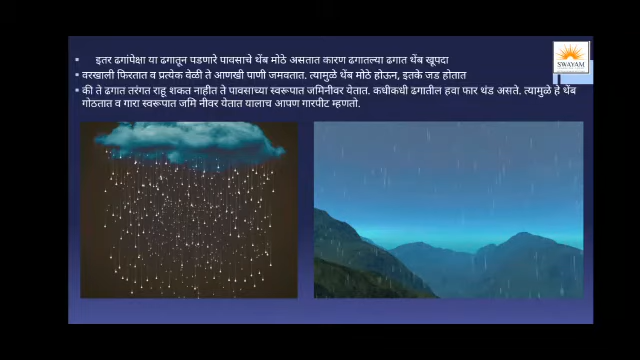 इतर ढगांपेक्षा या ढगातून पडणारे पावसाचे थेंब मोठे असतात कारण ढगातल्या ढगात थेंब खूपदा
वरखाली फिरतात व प्रत्येक वेळी ते आणखी पाणी जमवतात. त्यामुळे थेंब मोठे होऊन, इतके जड होतात
की ते ढगात तरंगत राहू शकत नाहीत ते पावसाच्या स्वरूपात जमिनीवर येतात. कधीकधी ढगातील हवा फार थंड असते. त्यामुळे हे थेंब
गोठतात व गारा स्वरूपात जमि नीवर येतात यालाच आपण गारपीट म्हणतो.
SWAYAM